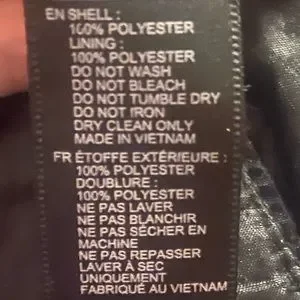 EN SHELL :
100% POLYESTER
LINING :
100% POLYESTER
DO NOT WASH
DO NOT BLEACH
DO NOT TUMBLE DRY
DO NOT IRON
DRY CLEAN ONLY
MADE IN VIETNAM
FR ÉTOFFE EXTÉRIEURE :
100% POLYESTER
DOUBLURE :
100% POLYESTER
NE PAS LAVER
NE PAS BLANCHIR
NE PAS SÉCHER EN
MACHINE
NE PAS REPASSER
LAVER À SEC
UNIQUEMENT
FABRIQUÉ AU VIETNAM